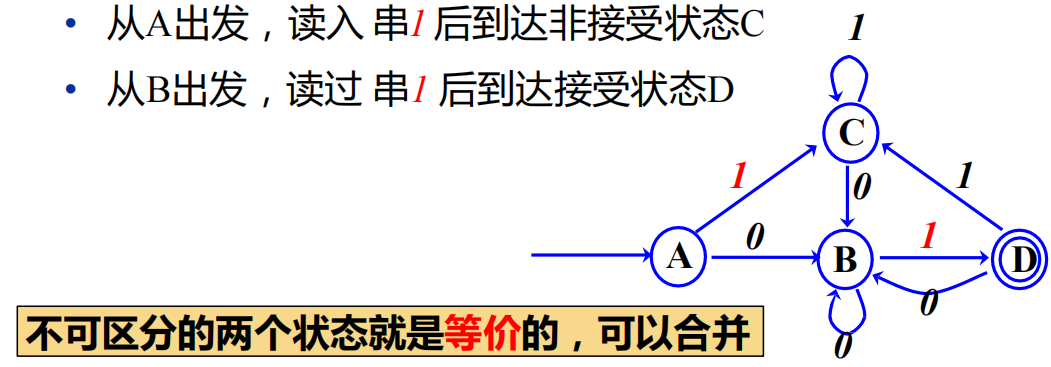 • 从A出发，读入 串1 后到达非接受状态C
• 从B出发，读过 串1 后到达接受状态D
1
C
1
0
1
A
0
B
1
D
0
0
不可区分的两个状态就是等价的，可以合并